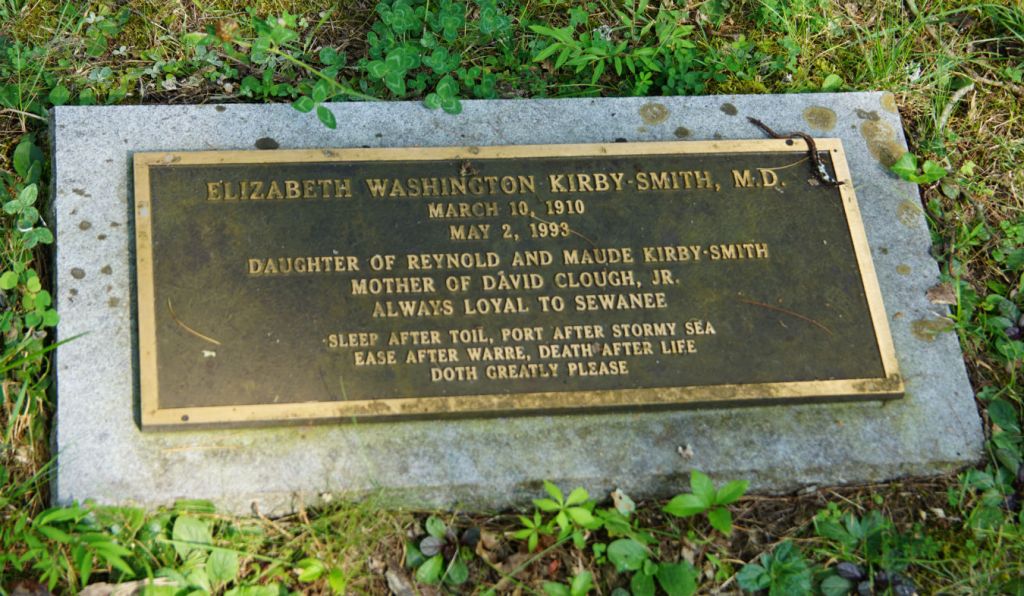 ELIZABETH WASHINGTON KIRBY-SMITH, M.D.
MARCH 10, 1910
MAY 2, 1993
DAUGHTER OF REYNOLD AND MAUDE KIRBY-SMITH
MOTHER OF DAVID CLOUGH, JR.
ALWAYS LOYAL TO SEWANEE
SLEEP AFTER TOIL, PORT AFTER STORMY SEA
EASE AFTER WARRE, DEATH AFTER LIFE
DOTH GREATLY PLEASE